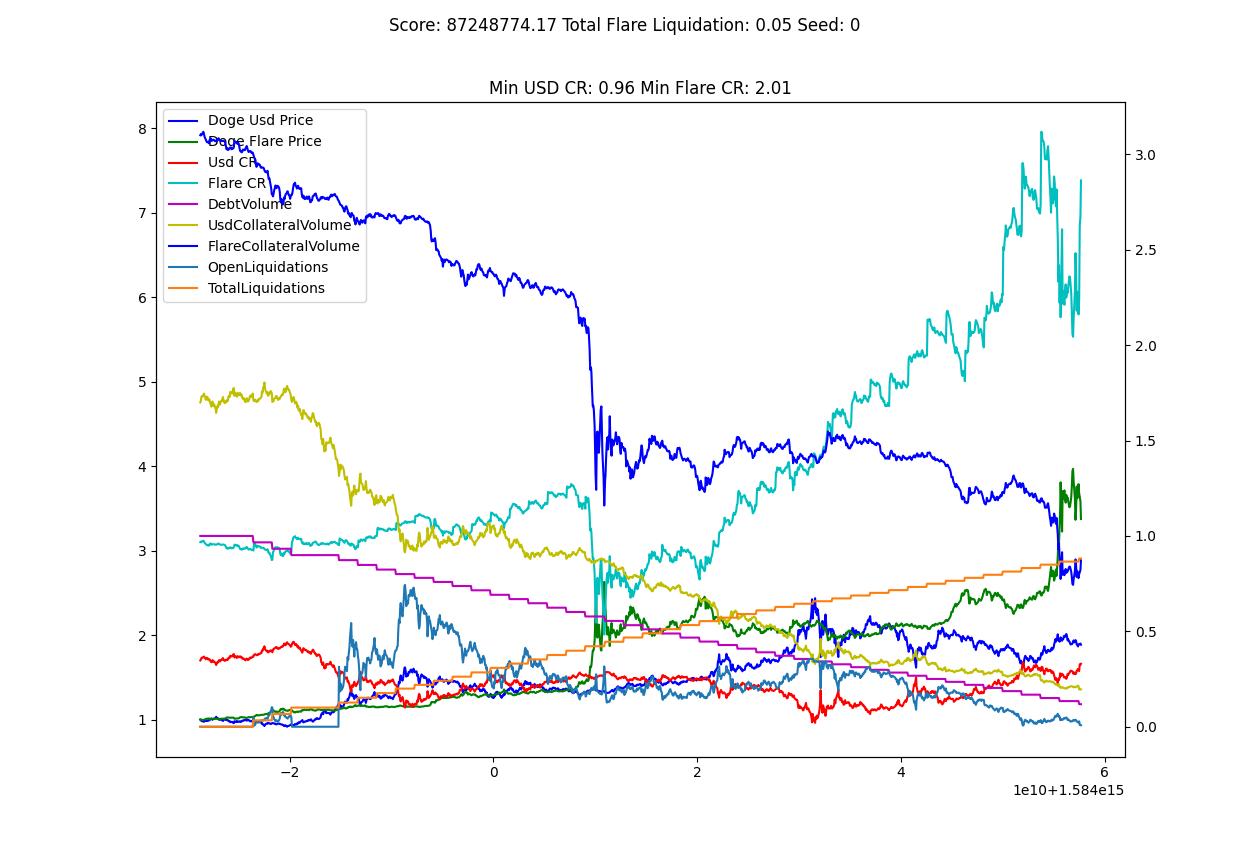 Score: 87248774.17 Total Flare Liquidation: 0.05 Seed: 0
Min USD CR: 0.96 Min Flare CR: 2.01
Doge Usd Price
Doge Flare Price
Usd CR
Flare CR
DebtVolume
UsdCollateralVolume
FlareCollateralVolume
OpenLiquidations
TotalLiquidations
8
7
6
5
4
3
2
1
3.0
2.5
2.0
1.5
1.0
0.5
0.0
−2
0
2
4
6
1e10+1.584e15